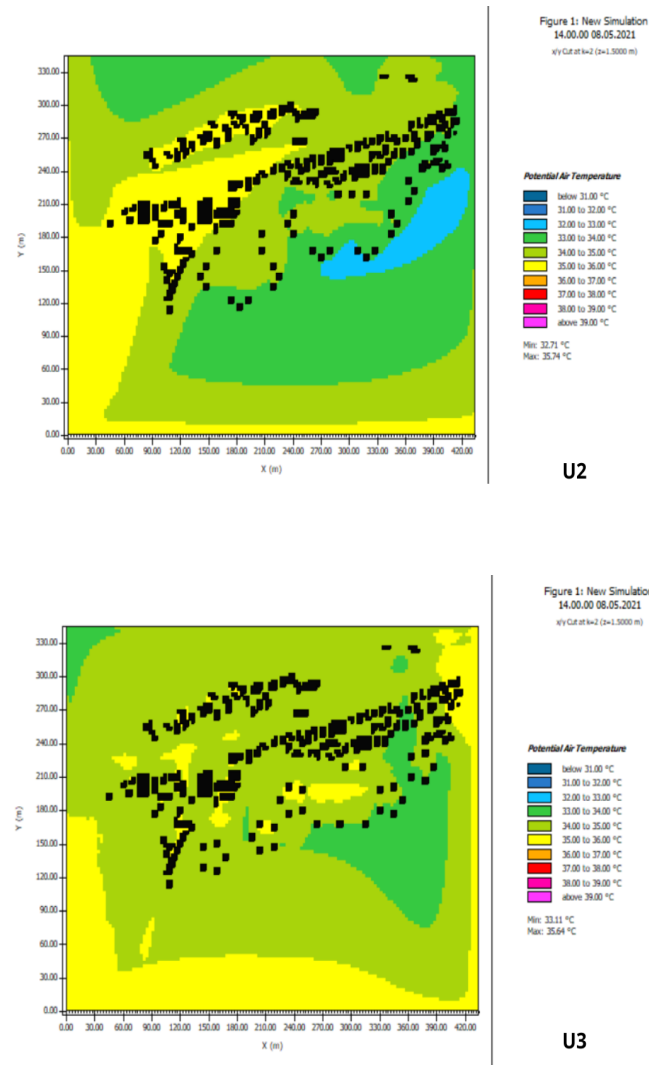 Figure 1: New Simulation
14.00.00 08.05.2021
x/y Cut at k=2 (z=1.5000 m)
330.00
300.00
270.00
240.00
210.00
180.00
150.00
120.00
90.00
60.00
30.00
0.00
Y (m)
0.00 30.00 60.00 90.00 120.00 150.00 180.00 210.00 240.00 270.00 300.00 330.00 360.00 390.00 420.00
X (m)
Potential Air Temperature
below 31.00 °C
31.00 to 32.00 °C
32.00 to 33.00 °C
33.00 to 34.00 °C
34.00 to 35.00 °C
35.00 to 36.00 °C
36.00 to 37.00 °C
37.00 to 38.00 °C
38.00 to 39.00 °C
above 39.00 °C
Min: 32.71 °C
Max: 35.74 °C
U2
Figure 1: New Simulation
14.00.00 08.05.2021
x/y Cut at k=2 (z=1.5000 m)
330.00
300.00
270.00
240.00
210.00
180.00
150.00
120.00
90.00
60.00
30.00
0.00
Y (m)
0.00 30.00 60.00 90.00 120.00 150.00 180.00 210.00 240.00 270.00 300.00 330.00 360.00 390.00 420.00
X (m)
Potential Air Temperature
below 31.00 °C
31.00 to 32.00 °C
32.00 to 33.00 °C
33.00 to 34.00 °C
34.00 to 35.00 °C
35.00 to 36.00 °C
36.00 to 37.00 °C
37.00 to 38.00 °C
38.00 to 39.00 °C
above 39.00 °C
Min: 33.11 °C
Max: 35.64 °C
U3